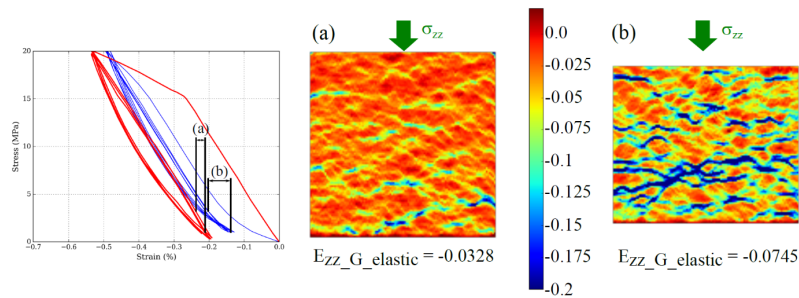 20
15
10
5
0
Stress (MPa)
-0.7 -0.6 -0.5 -0.4 -0.3 -0.2 -0.1 0.0
Strain (%)
(a)
(b)
(a)
σzz
EZZ_G_elastic = -0.0328
0.0
-0.025
-0.05
-0.075
-0.1
-0.125
-0.15
-0.175
-0.2
(b)
σzz
EZZ_G_elastic = -0.0745